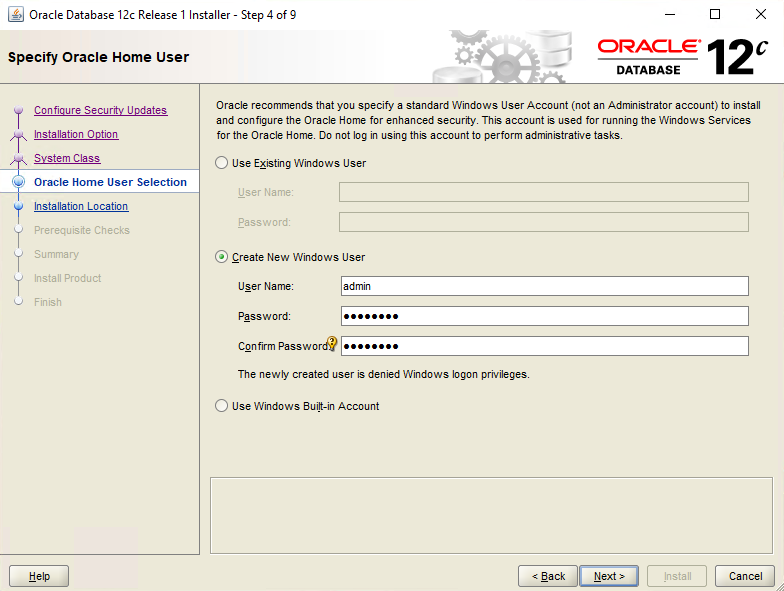 Oracle Database 12c Release 1 Installer - Step 4 of 9
Specify Oracle Home User
ORACLE®
DATABASE
12c
Configure Security Updates
Installation Option
System Class
Oracle Home User Selection
Installation Location
Prerequisite Checks
Summary
Install Product
Finish
Oracle recommends that you specify a standard Windows User Account (not an Administrator account) to install
and configure the Oracle Home for enhanced security. This account is used for running the Windows Services
for the Oracle Home. Do not log in using this account to perform administrative tasks.
Use Existing Windows User
User Name:
Password:
Create New Windows User
User Name: admin
Password: ●●●●●●●●
Confirm Password: ●●●●●●●●
The newly created user is denied Windows logon privileges.
Use Windows Built-in Account
Help
< Back
Next >
Install
Cancel